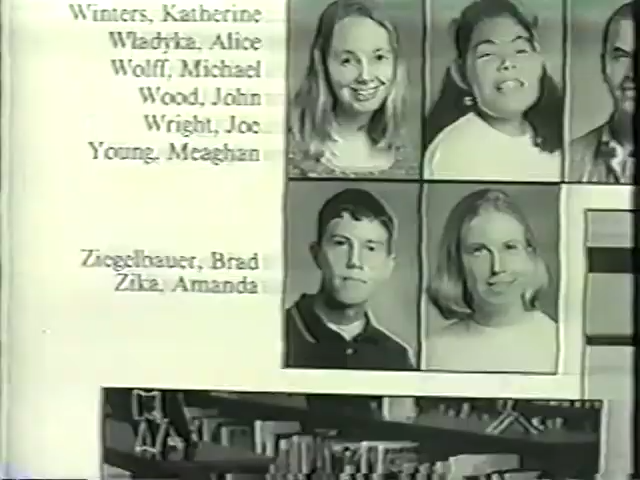 Winters, Katherine
Wladyka, Alice
Wolff, Michael
Wood, John
Wright, Joe
Young, Meaghan
Ziegelbauer, Brad
Zika, Amanda